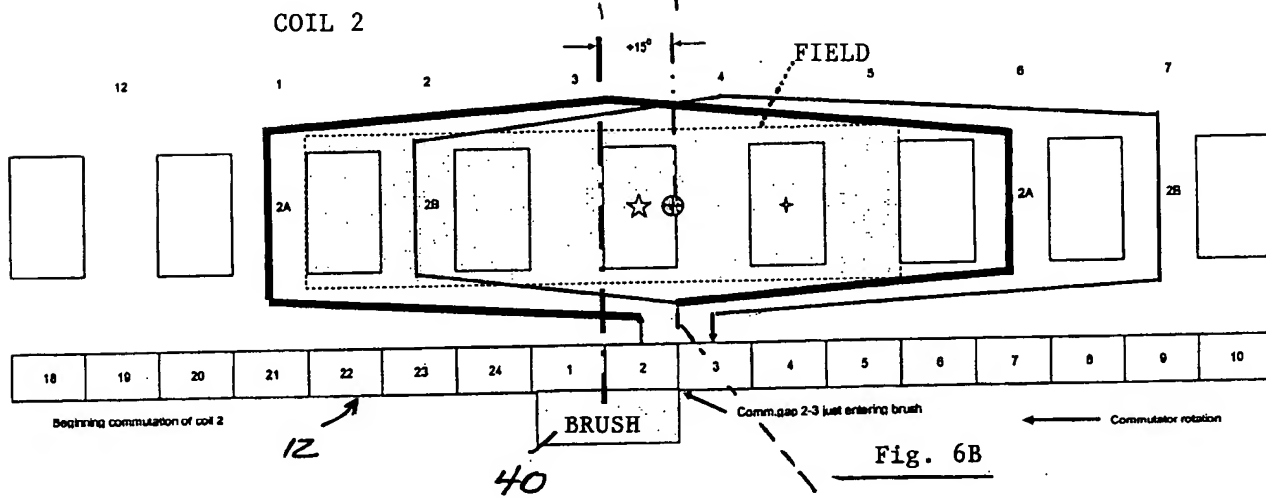 COIL 2
+15°
FIELD
12 1 2 3 4 5 6 7
2A 2B 2A 2B
18 19 20 21 22 23 24 1 2 3 4 5 6 7 8 9 10
Beginning commutation of coil 2
BRUSH
Comm.gap 2-3 just entering brush
Commutator rotation
12
40
Fig. 6B